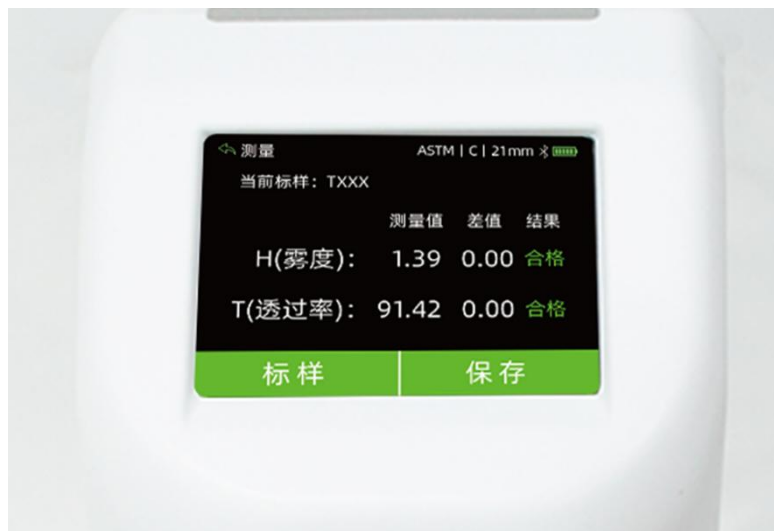 测量 ASTM | C | 21mm
当前标样：TXXX
测量值 差值 结果
H(雾度)： 1.39 0.00 合格
T(透过率)： 91.42 0.00 合格
标样 保存